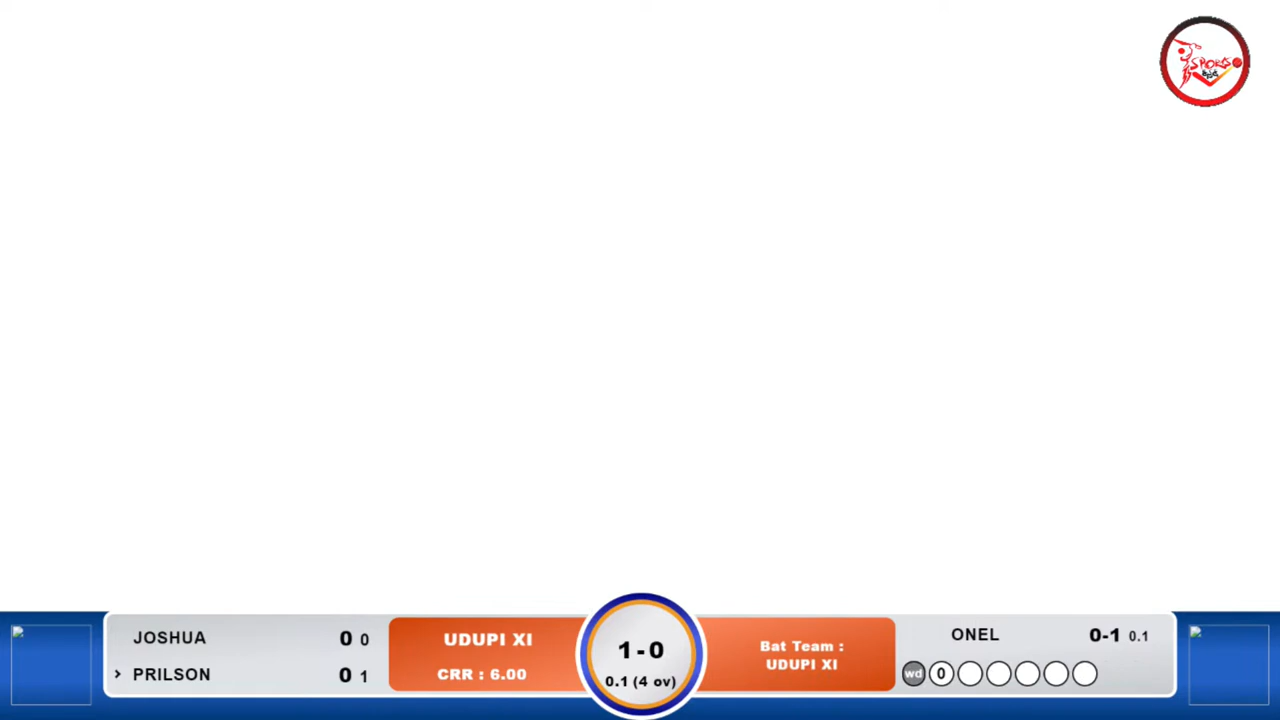 SPORTS
JOSHUA 0 0
› PRILSON 0 1
UDUPI XI
CRR : 6.00
1-0
0.1 (4 ov)
Bat Team :
UDUPI XI
ONEL 0-1 0.1
wd 0